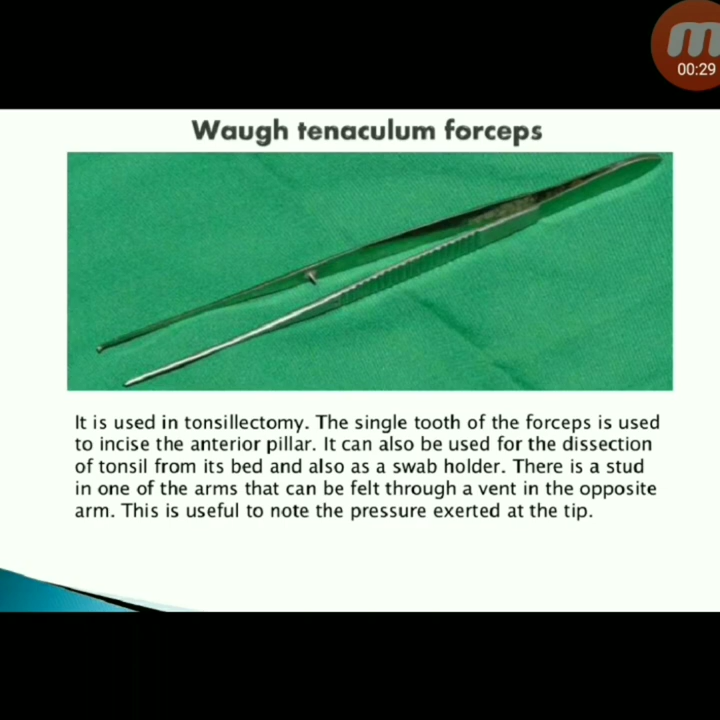 m
00:29
Waugh tenaculum forceps
It is used in tonsillectomy. The single tooth of the forceps is used
to incise the anterior pillar. It can also be used for the dissection
of tonsil from its bed and also as a swab holder. There is a stud
in one of the arms that can be felt through a vent in the opposite
arm. This is useful to note the pressure exerted at the tip.